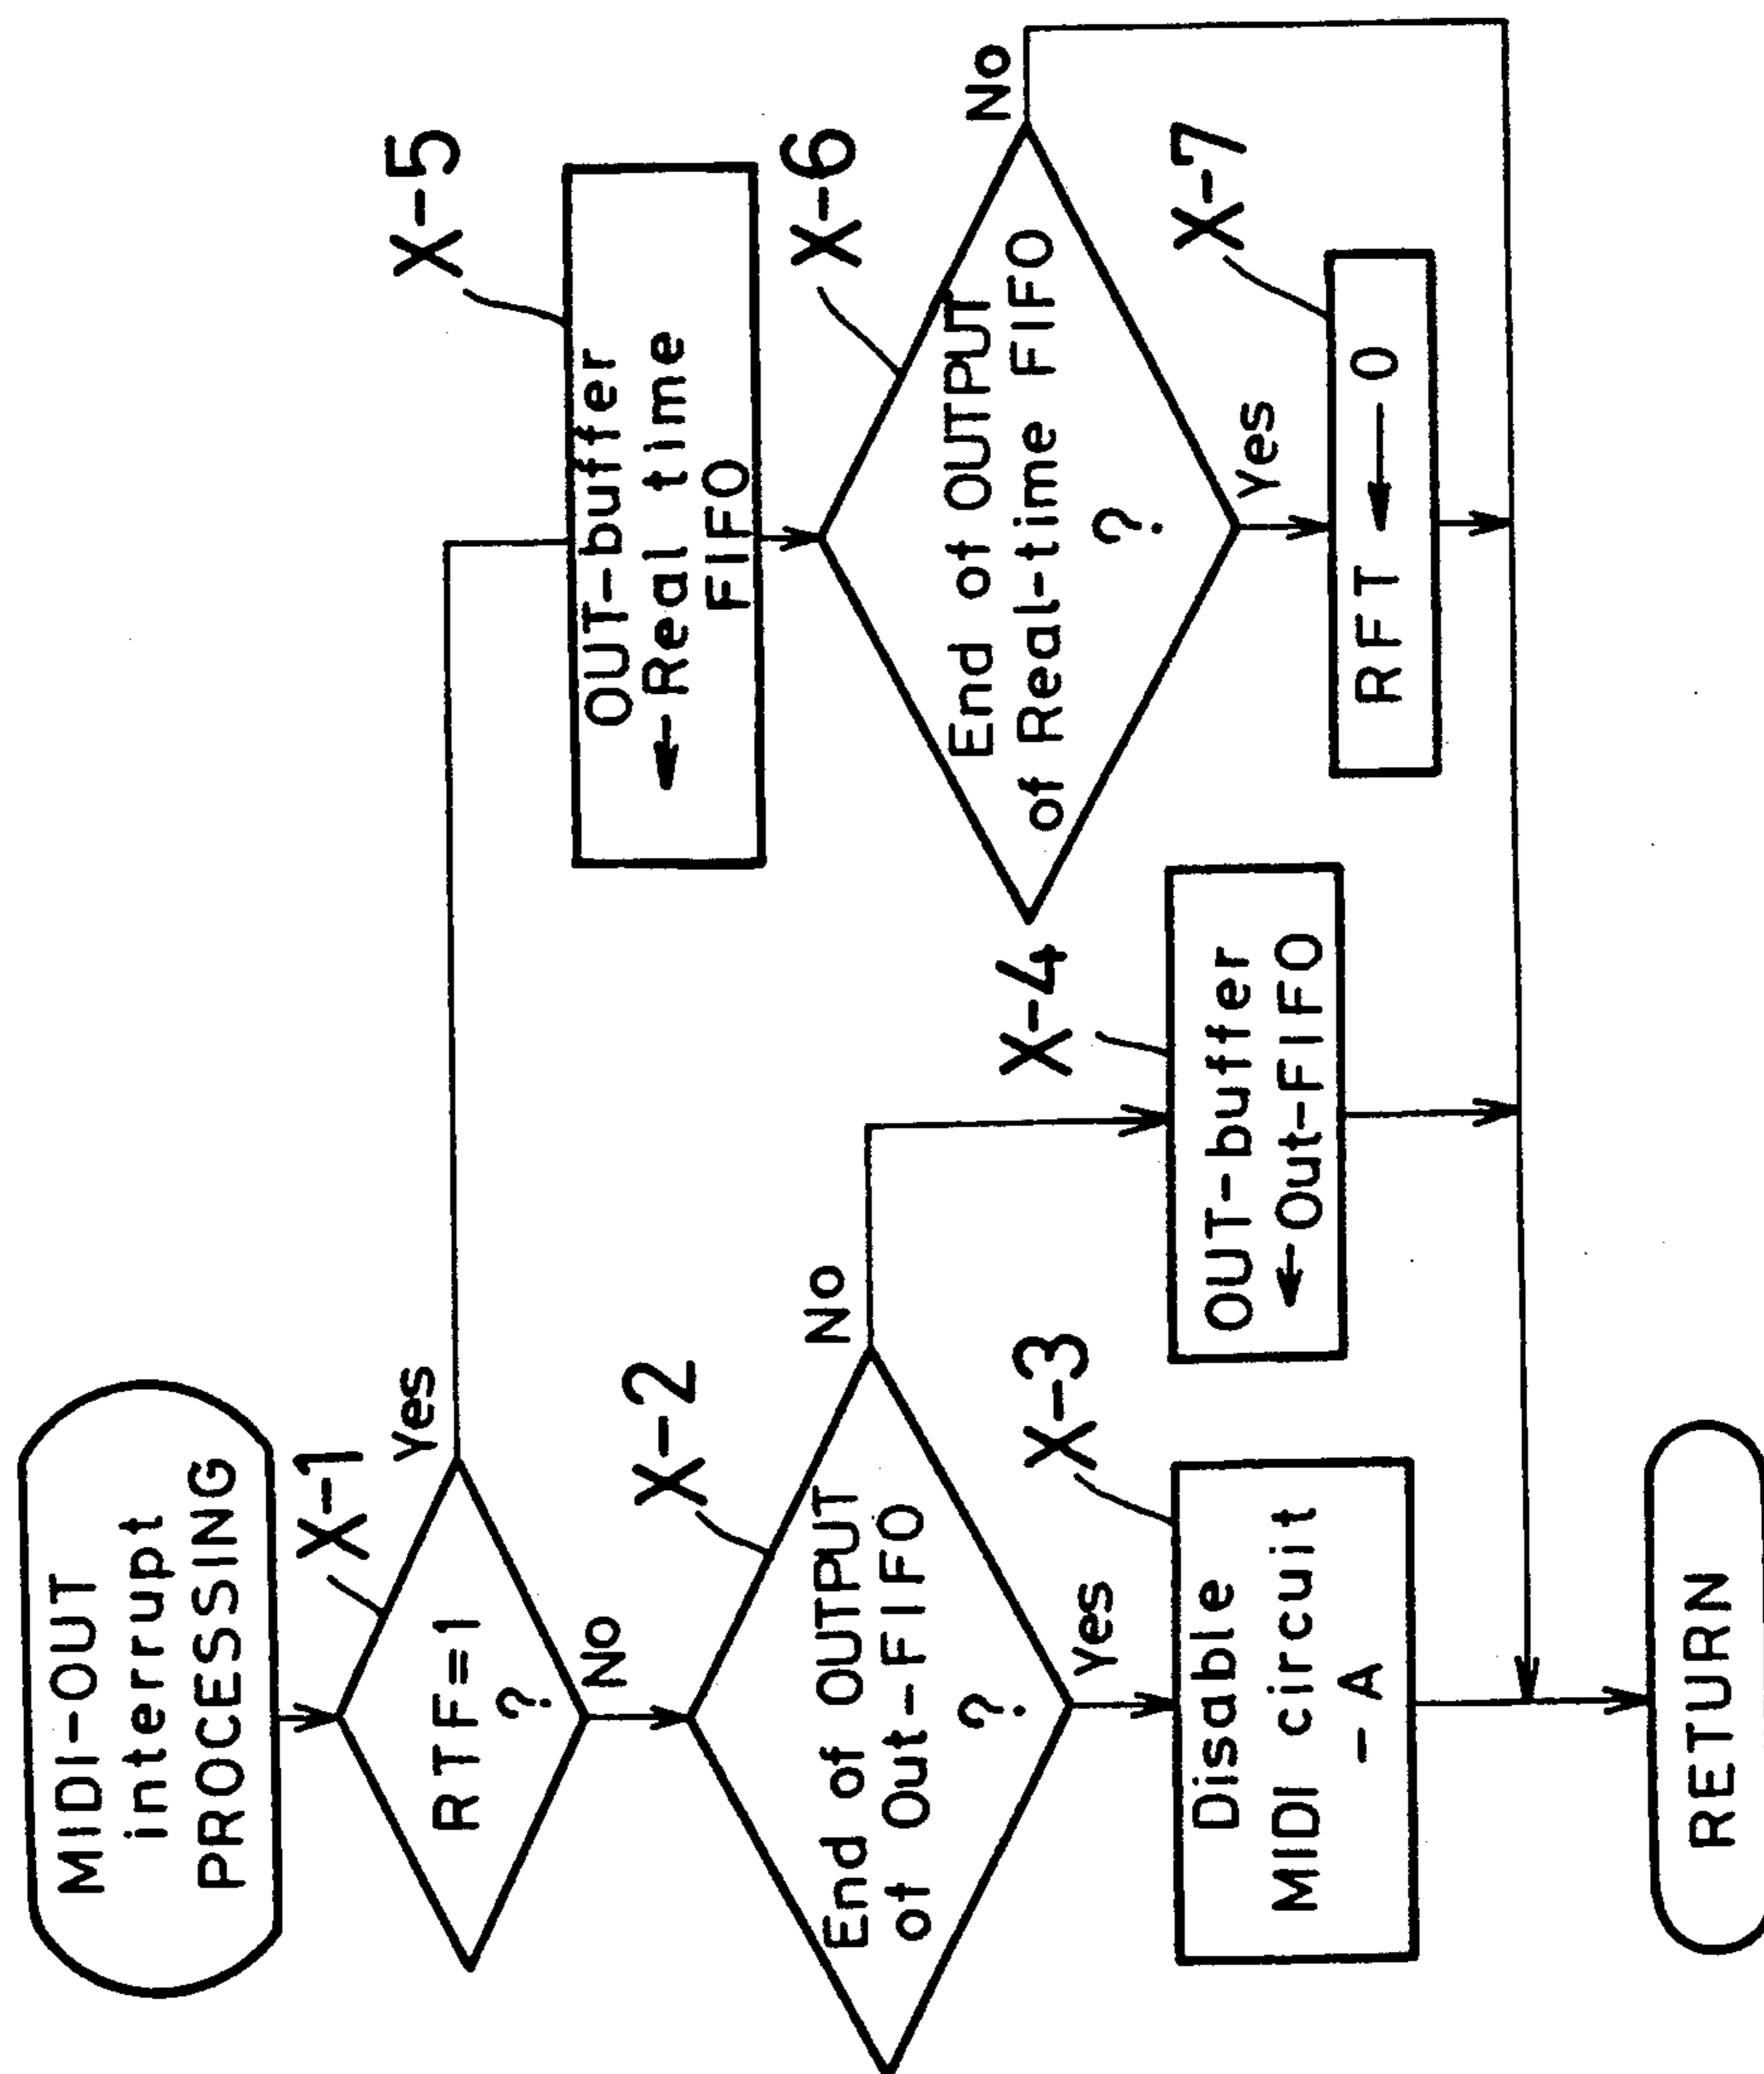 MIDI-OUT
interrupt
PROCESSING
X-1
RTF=1
?
Yes
No
X-2
End of OUTPUT
of Out-FIFO
?
No
Yes
X-3
Disable
MIDI circuit
-A
X-4
OUT-buffer
←Out-FIFO
X-5
OUT-buffer
←Real time
FIFO
X-6
End of OUTPUT
of Real-time FIFO
?
No
Yes
X-7
RFT ← 0
RETURN